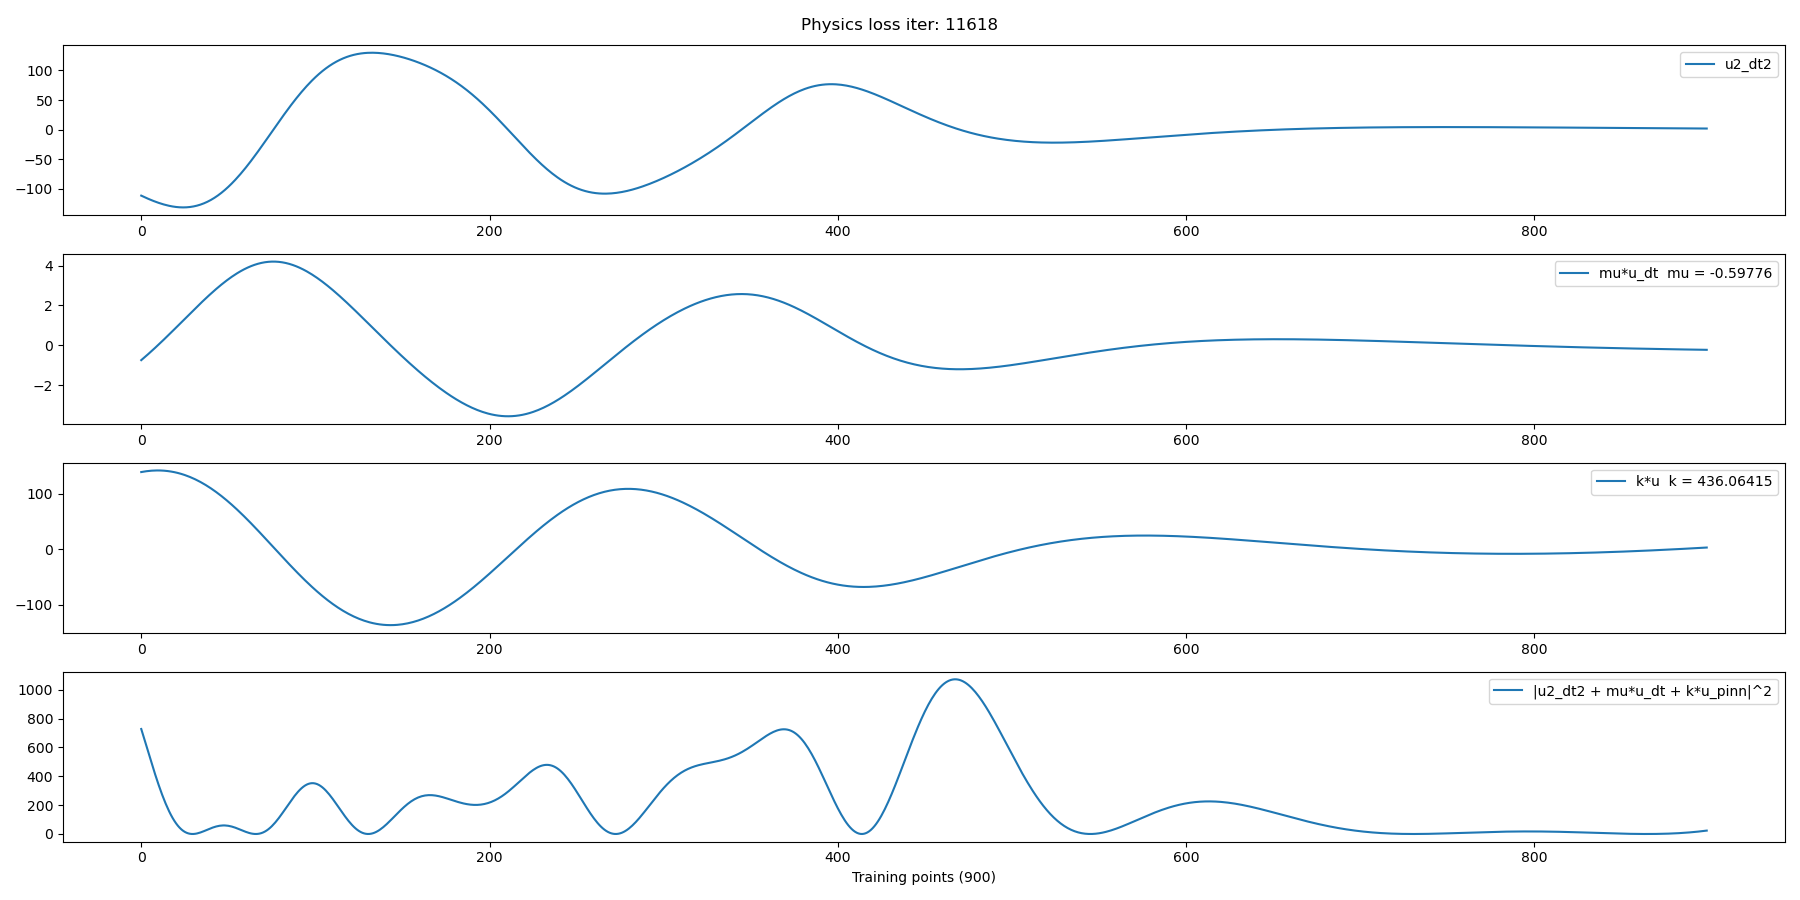 Physics loss iter: 11618
u2_dt2
100
50
0
−50
−100
0 200 400 600 800
mu*u_dt  mu = -0.59776
4
2
0
−2
0 200 400 600 800
k*u  k = 436.06415
100
0
−100
0 200 400 600 800
|u2_dt2 + mu*u_dt + k*u_pinn|^2
1000
800
600
400
200
0
0 200 400 600 800
Training points (900)